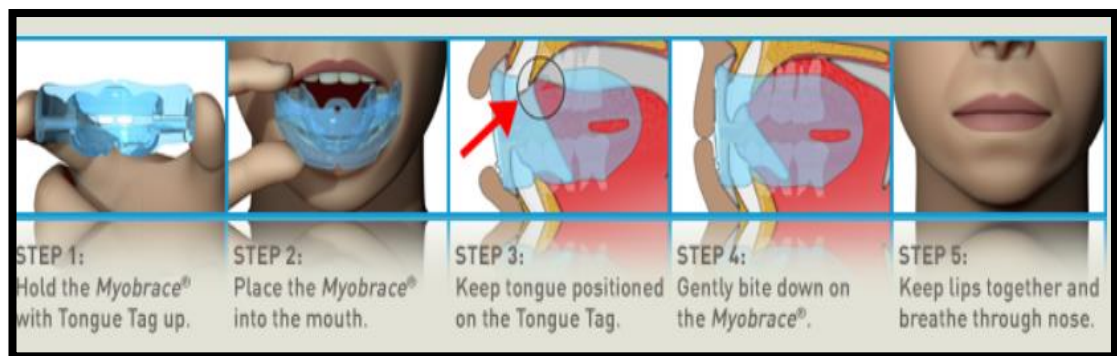 STEP 1:
Hold the Myobrace®
with Tongue Tag up.
STEP 2:
Place the Myobrace®
into the mouth.
STEP 3:
Keep tongue positioned
on the Tongue Tag.
STEP 4:
Gently bite down on
the Myobrace®.
STEP 5:
Keep lips together and
breathe through nose.